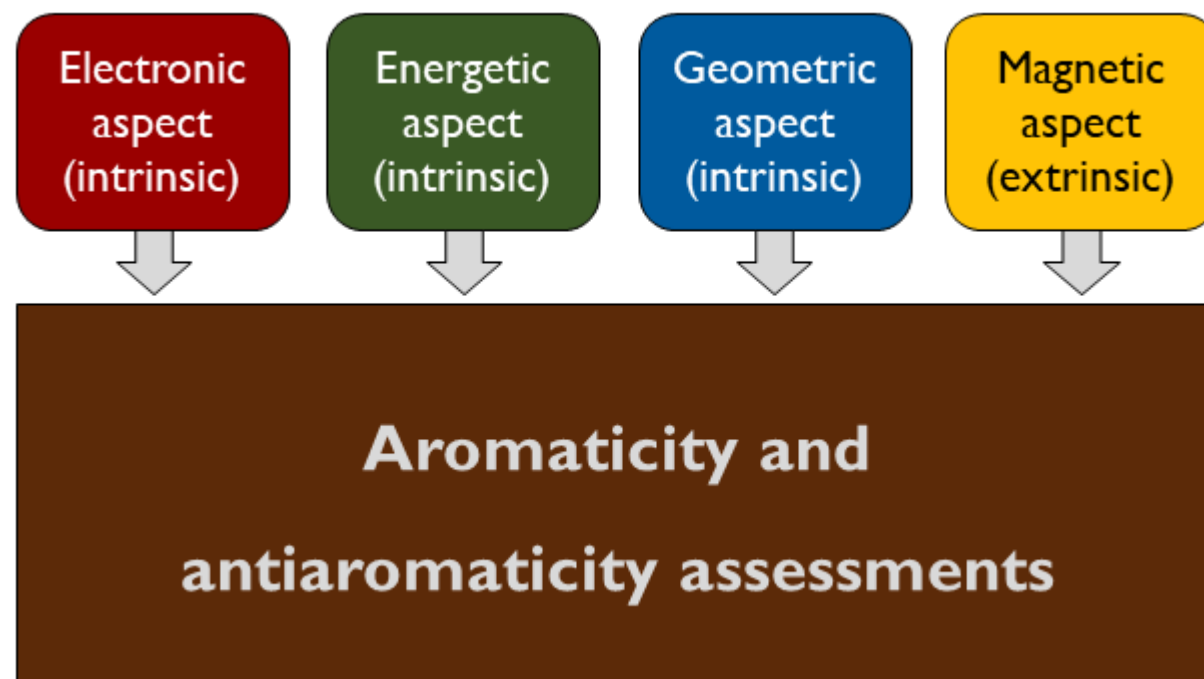 Electronic
aspect
(intrinsic)
Energetic
aspect
(intrinsic)
Geometric
aspect
(intrinsic)
Magnetic
aspect
(extrinsic)
Aromaticity and
antiaromaticity assessments